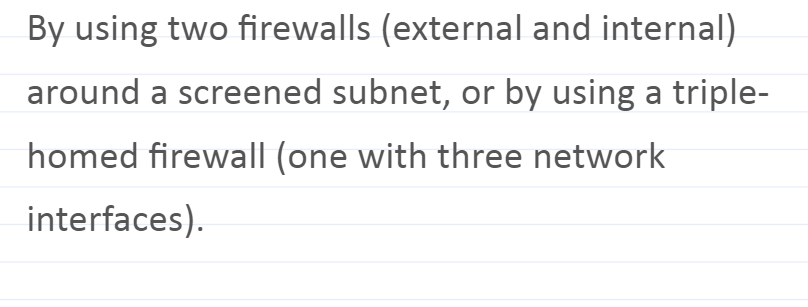 By using two firewalls (external and internal)
around a screened subnet, or by using a triple-
homed firewall (one with three network
interfaces).